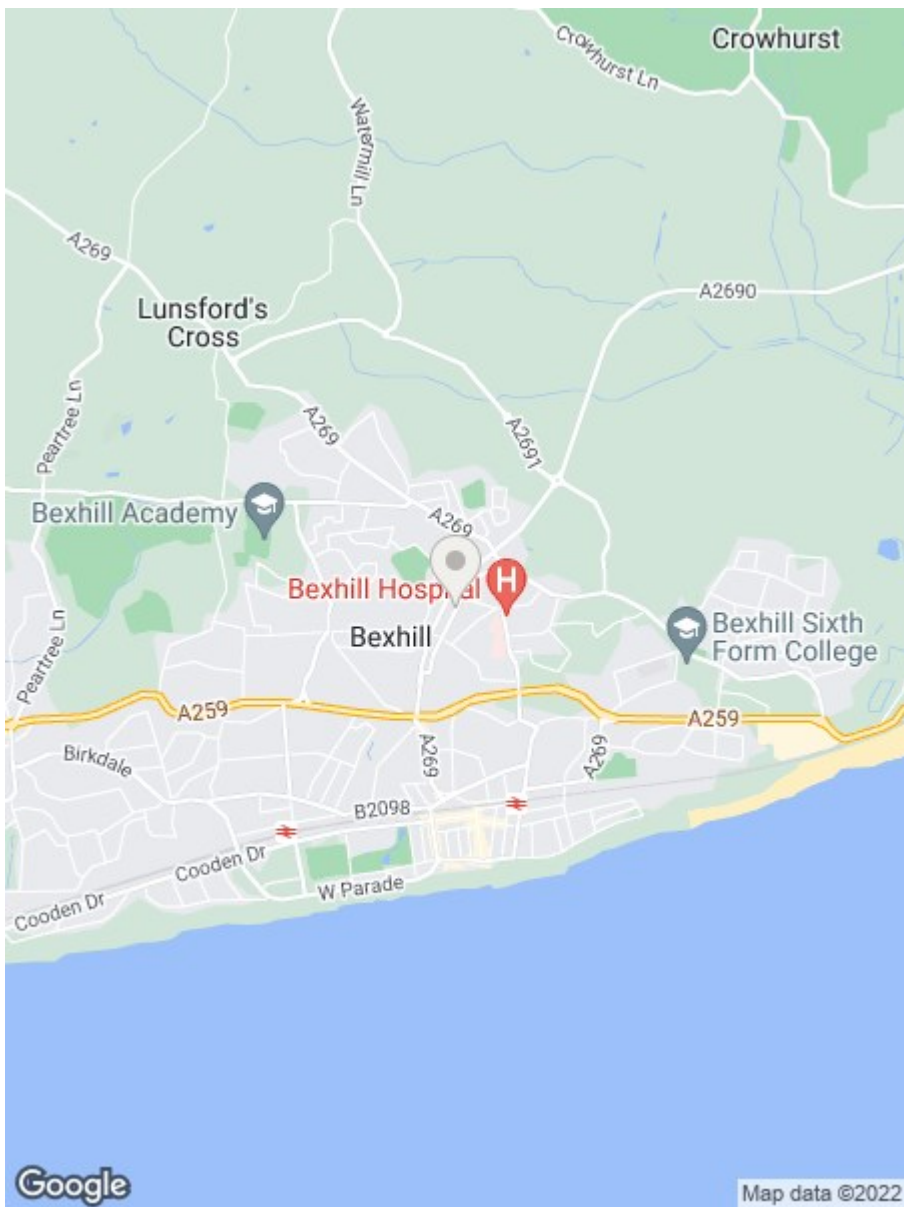 Crowhurst
Crowhurst Ln
Watermill Ln
A269
A2690
Lunsford's
Cross
Peartree Ln
A269
A2691
Bexhill Academy
A269
Bexhill Hospital
Bexhill
Bexhill Sixth
Form College
Peartree Ln
A259
A259
Birkdale
A269
A269
B2098
Cooden Dr
W Parade
Cooden Dr
Google
Map data ©2022